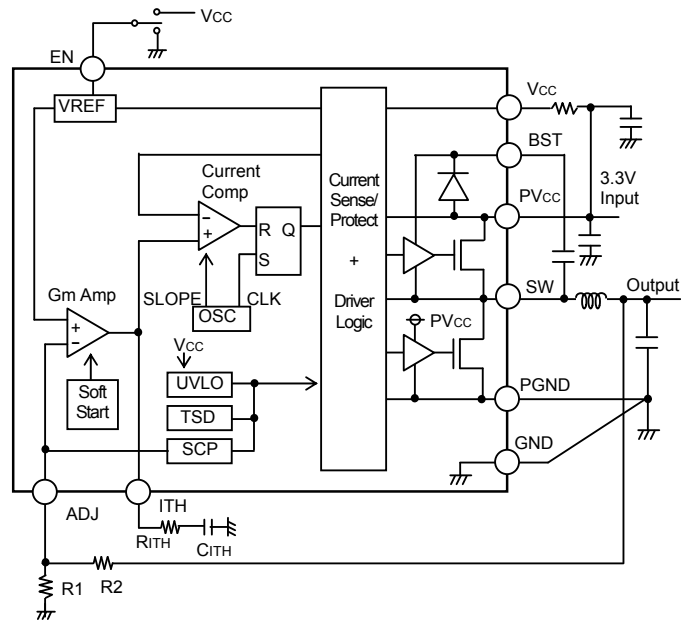 VCC
EN
VREF
VCC
BST
Current
Comp
Current
Sense/
Protect
+
Driver
Logic
3.3V
Input
PVCC
−
+
R Q
S
Gm Amp
SLOPE
OSC
CLK
SW
Output
+
−
VCC
PVCC
Soft
Start
UVLO
TSD
SCP
PGND
GND
ADJ
ITH
RITH
CITH
R1
R2